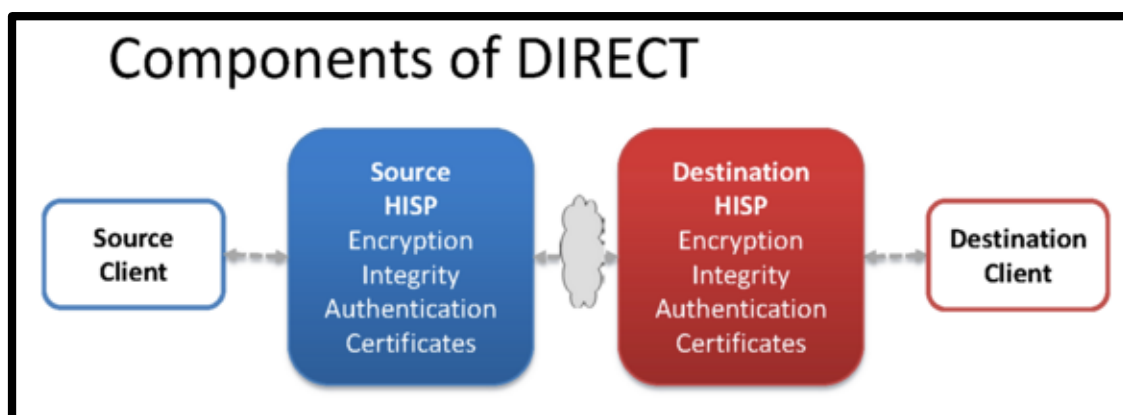 Components of DIRECT
Source
Client
Source
HISP
Encryption
Integrity
Authentication
Certificates
Destination
HISP
Encryption
Integrity
Authentication
Certificates
Destination
Client